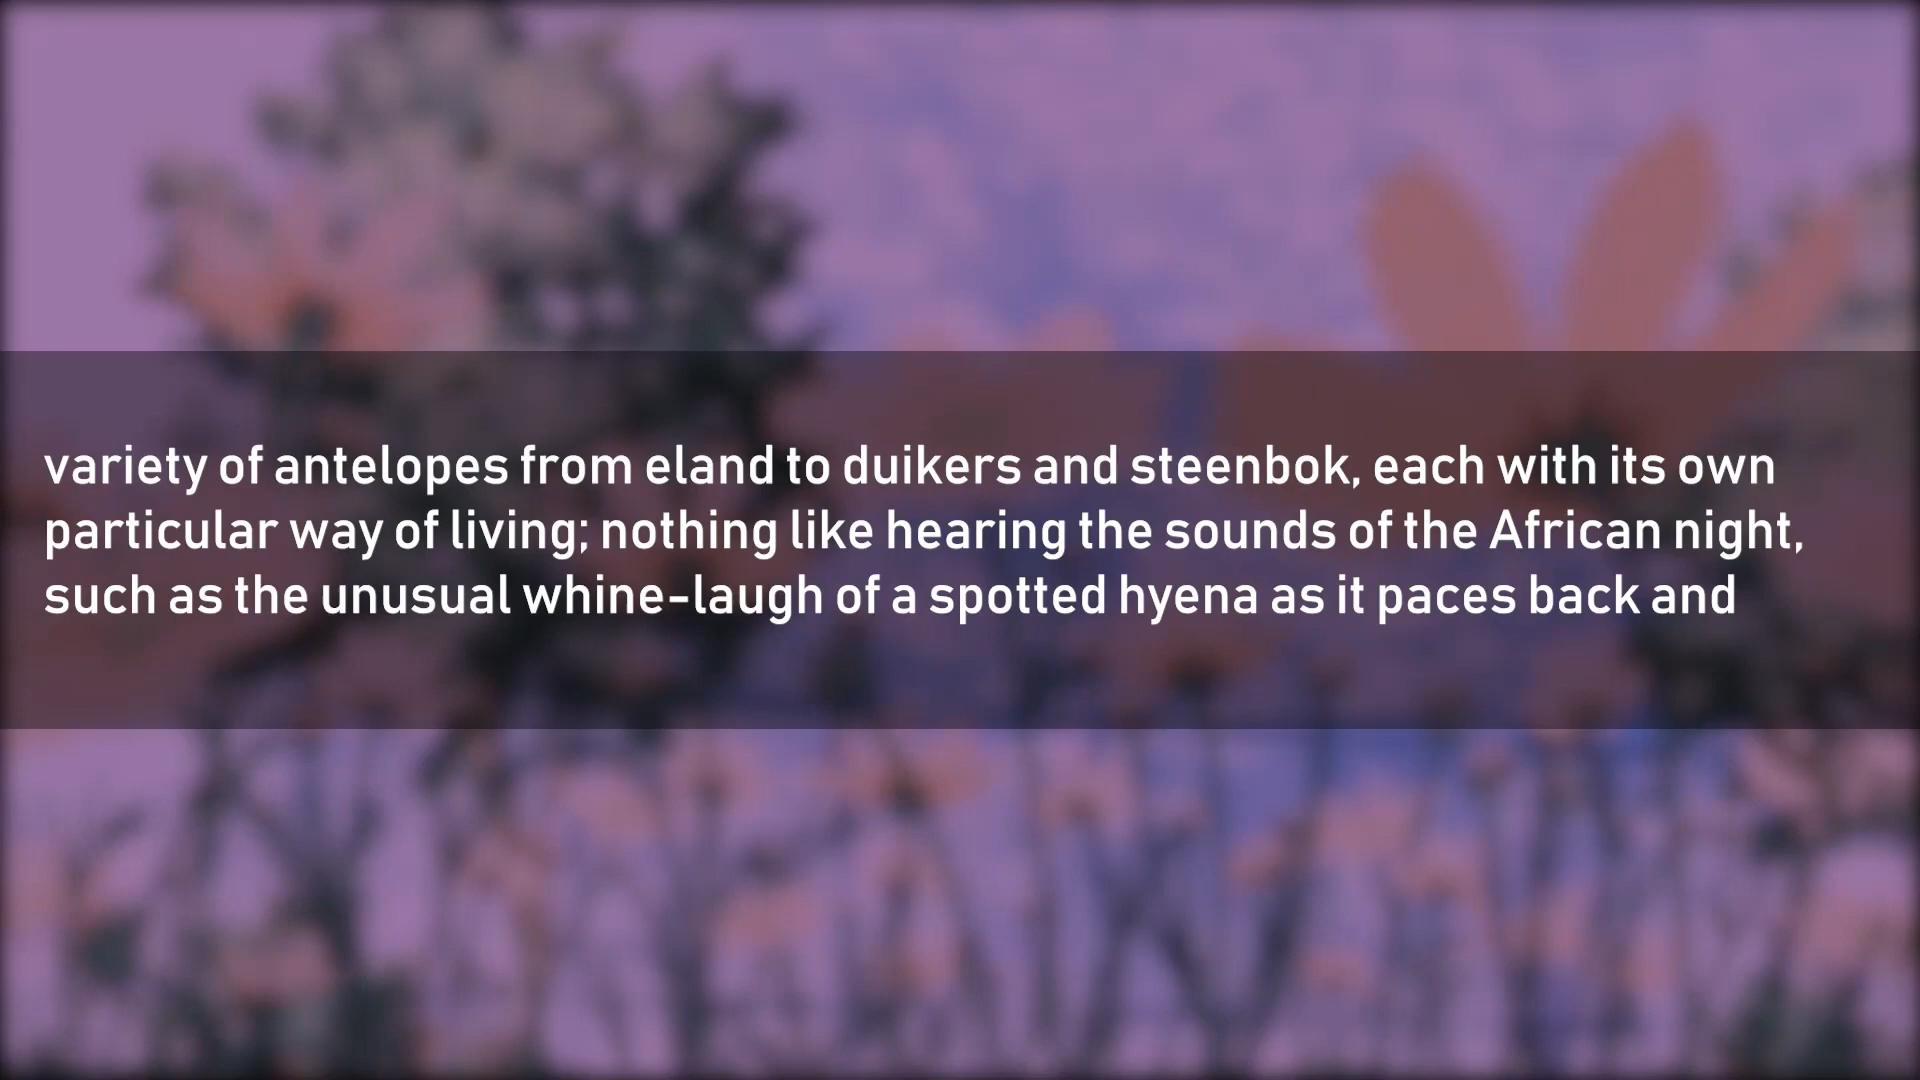 variety of antelopes from eland to duikers and steenbok, each with its own
particular way of living; nothing like hearing the sounds of the African night,
such as the unusual whine-laugh of a spotted hyena as it paces back and